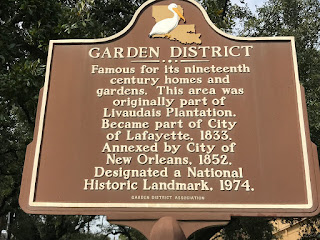 GARDEN DISTRICT
Famous for its nineteenth
century homes and
gardens. This area was
originally part of
Livaudais Plantation.
Became part of City
of Lafayette, 1833.
Annexed by City of
New Orleans, 1852.
Designated a National
Historic Landmark, 1974.
GARDEN DISTRICT ASSOCIATION